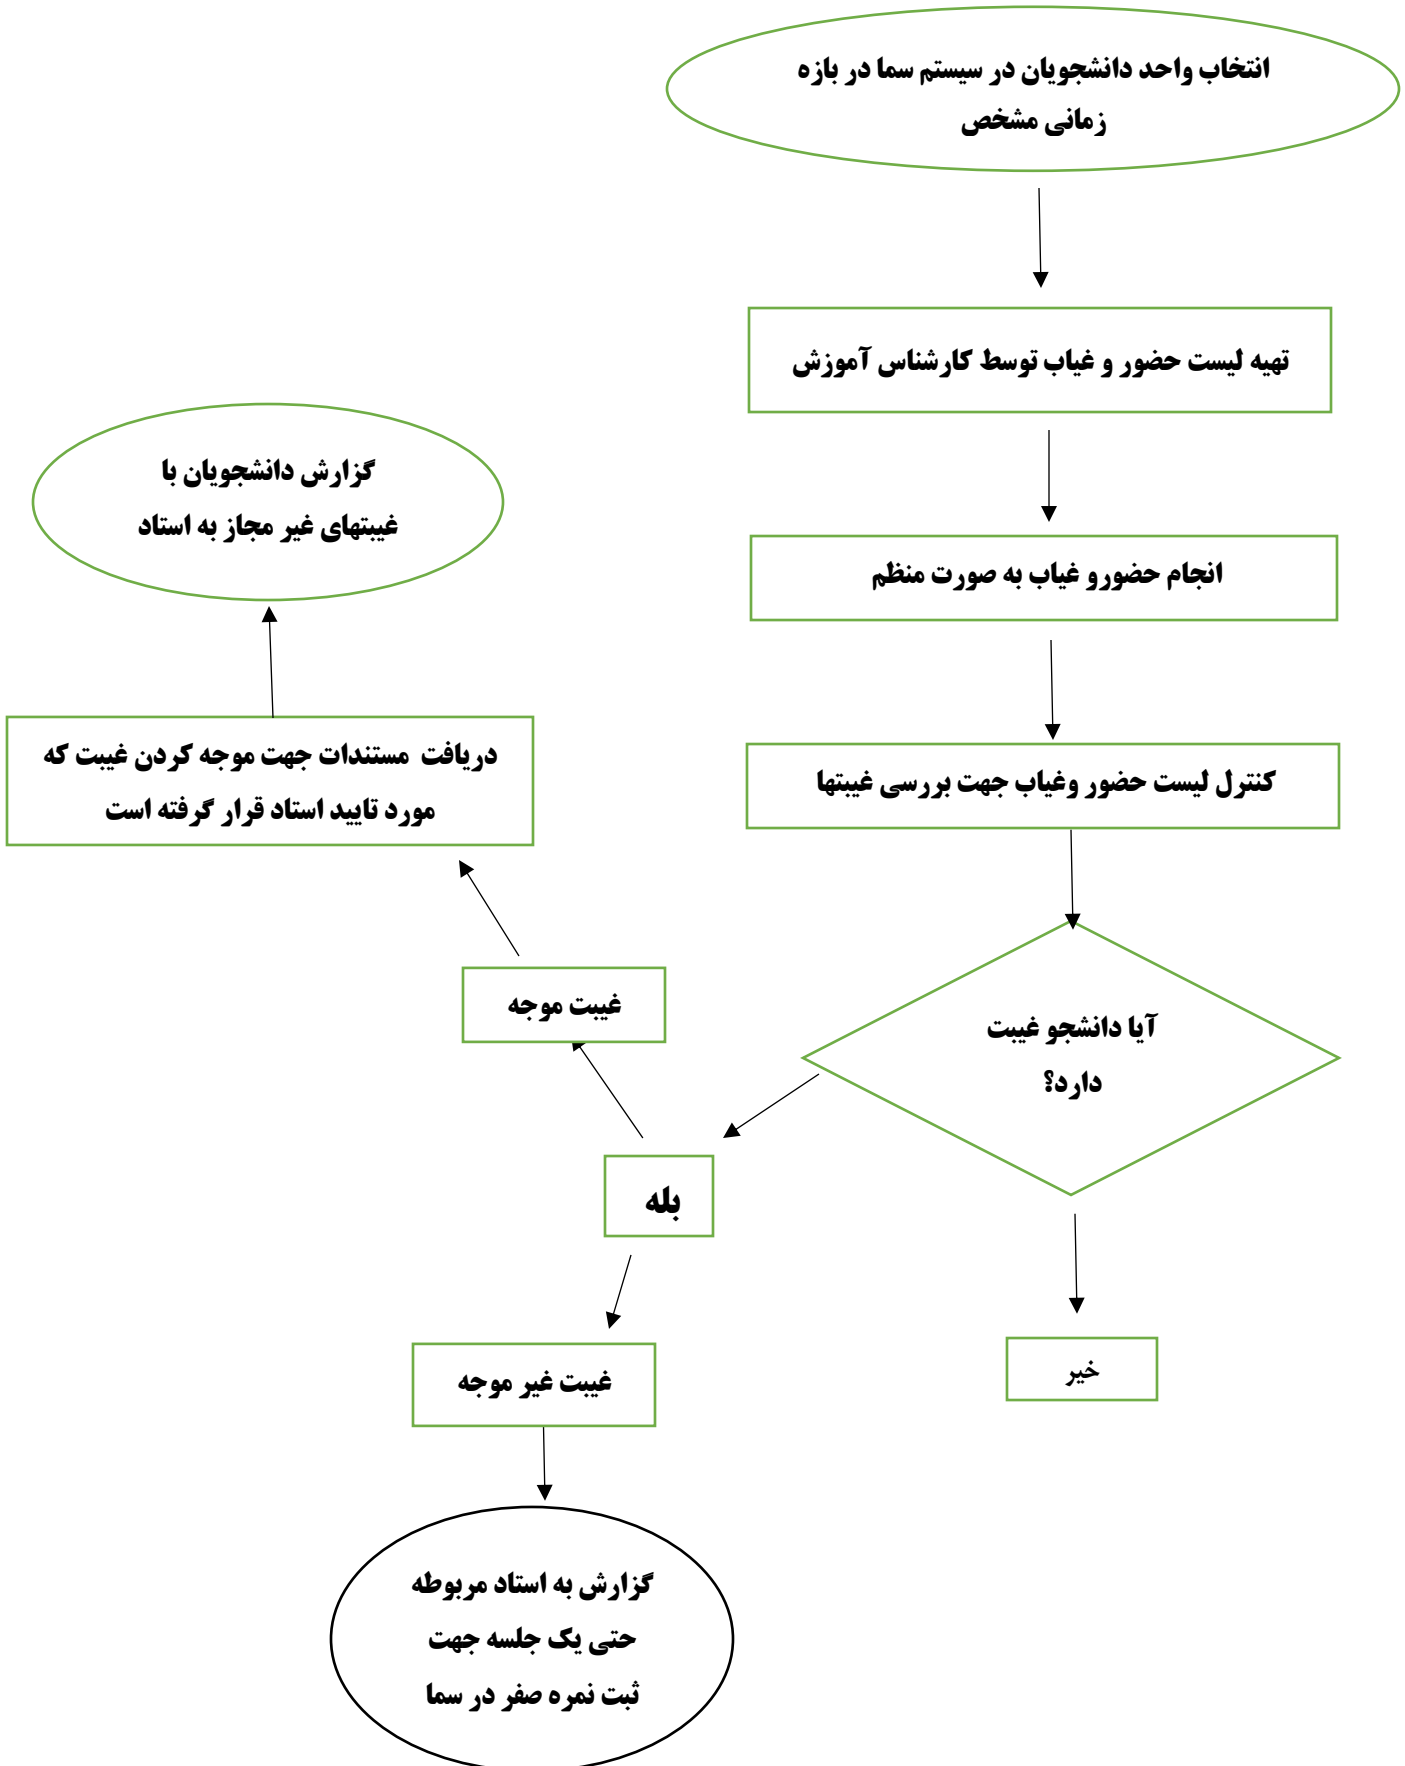 انتخاب واحد دانشجویان در سیستم سما در بازه
زمانی مشخص
تهیه لیست حضور و غیاب توسط کارشناس آموزش
انجام حضورو غیاب به صورت منظم
کنترل لیست حضور وغیاب جهت بررسی غیبتها
آیا دانشجو غیبت
دارد؟
خیر
بله
غیبت موجه
دریافت مستندات جهت موجه کردن غیبت که
مورد تایید استاد قرار گرفته است
گزارش دانشجویان با
غیبتهای غیر مجاز به استاد
غیبت غیر موجه
گزارش به استاد مربوطه
حتی یک جلسه جهت
ثبت نمره صفر در سما